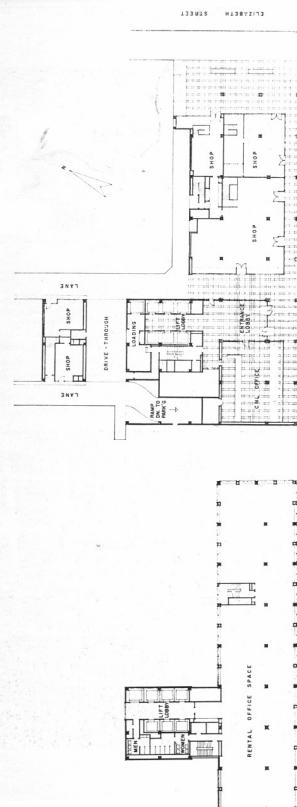 ELIZABETH STREET
SHOP
SHOP
SHOP
LANE
SHOP
SHOP
LANE
DRIVE-THROUGH
LOADING
LIFT
LOBBY
ENTRANCE
LOBBY
RAMP
DN. TO
PARK'G
CNL OFFICE
LIFT
LOBBY
MEN
WOMEN
RENTAL OFFICE SPACE